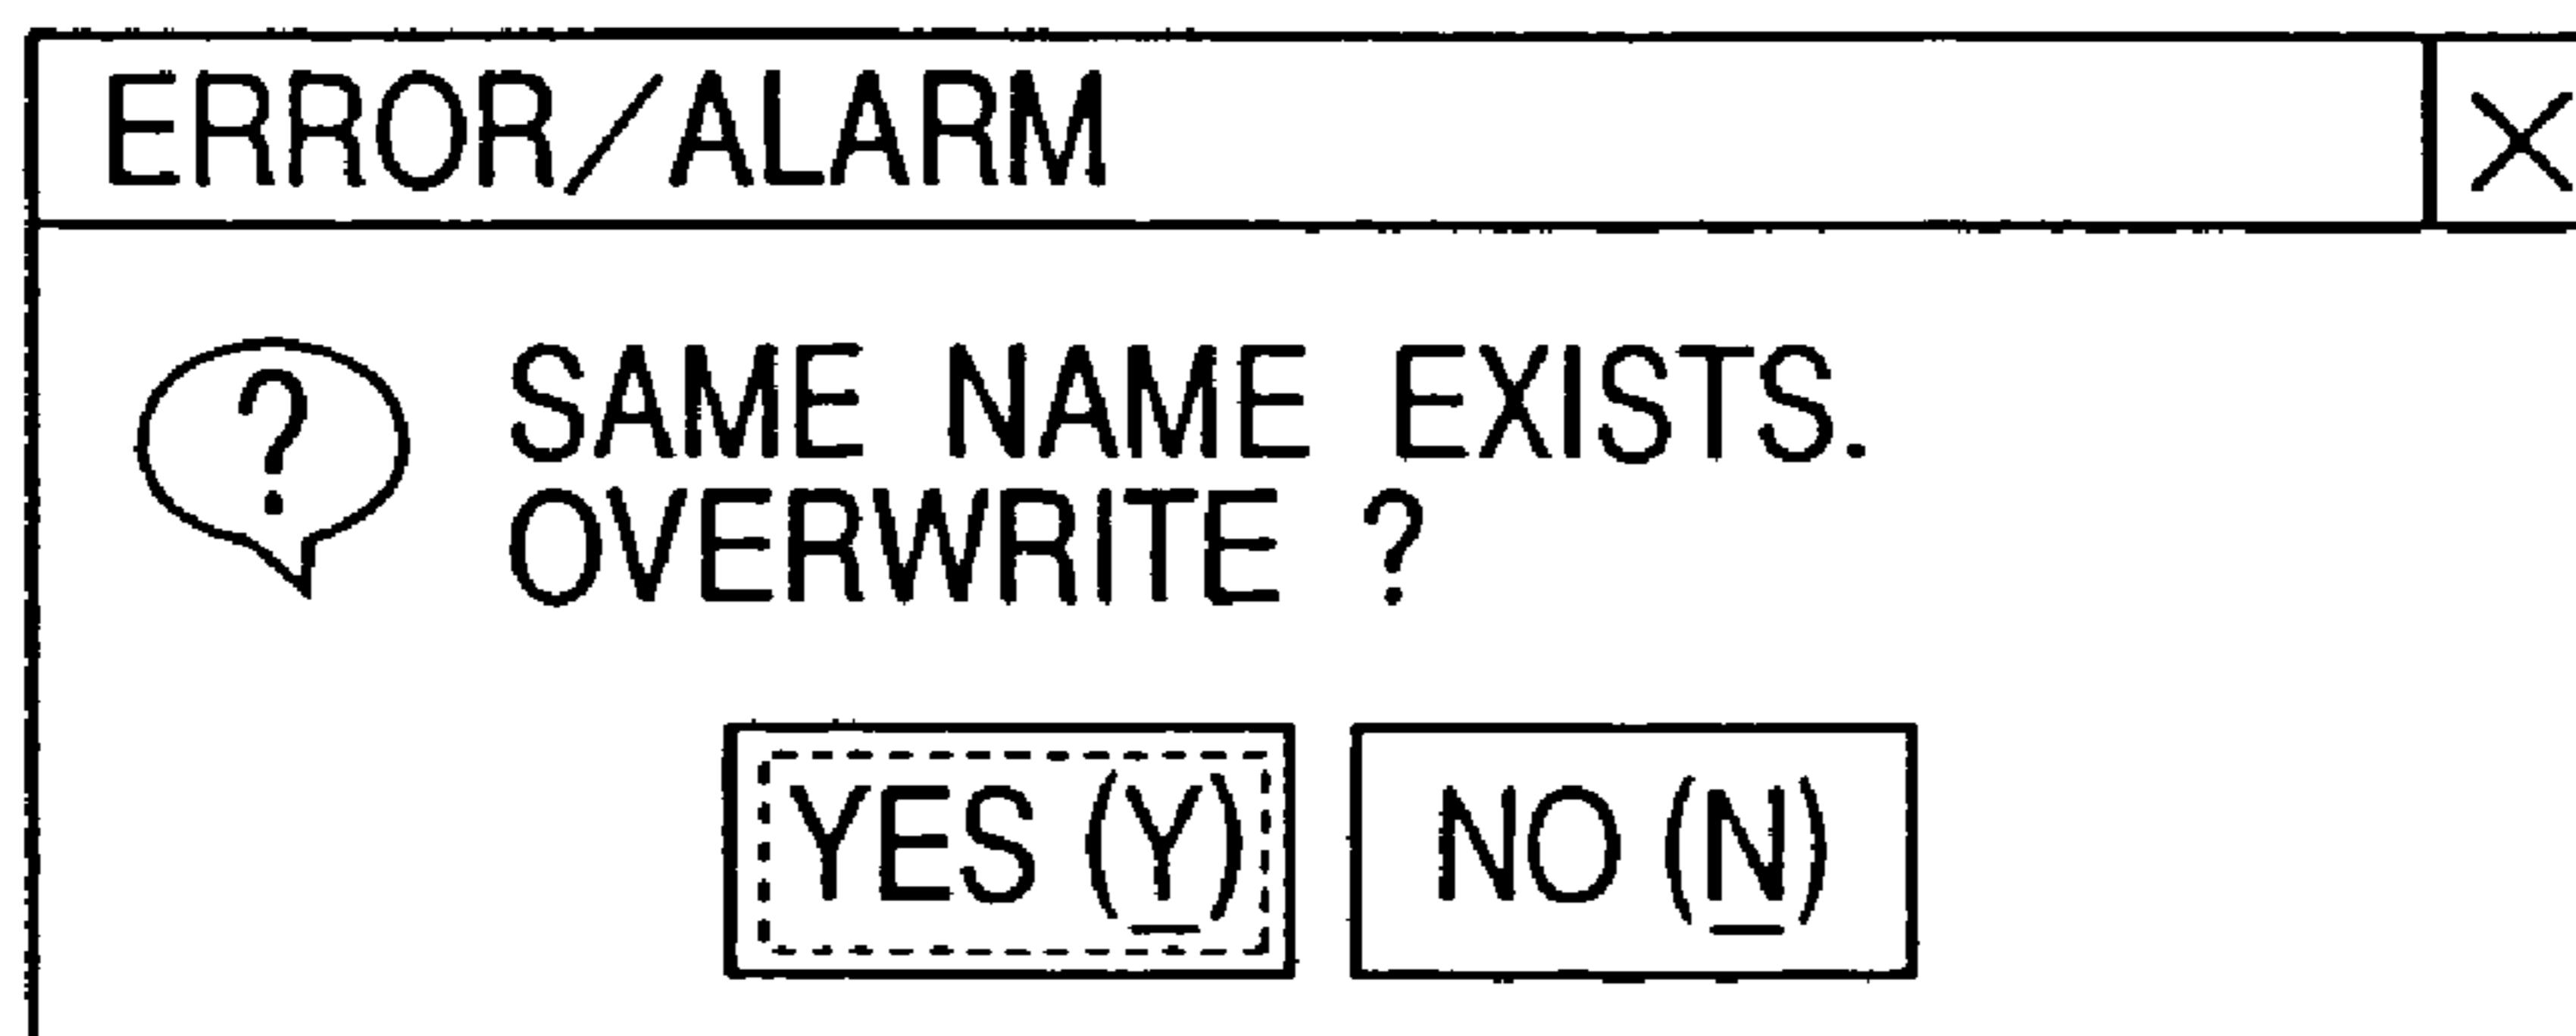 ERROR/ALARM ×
? SAME NAME EXISTS.
OVERWRITE ?
YES (Y) NO (N)